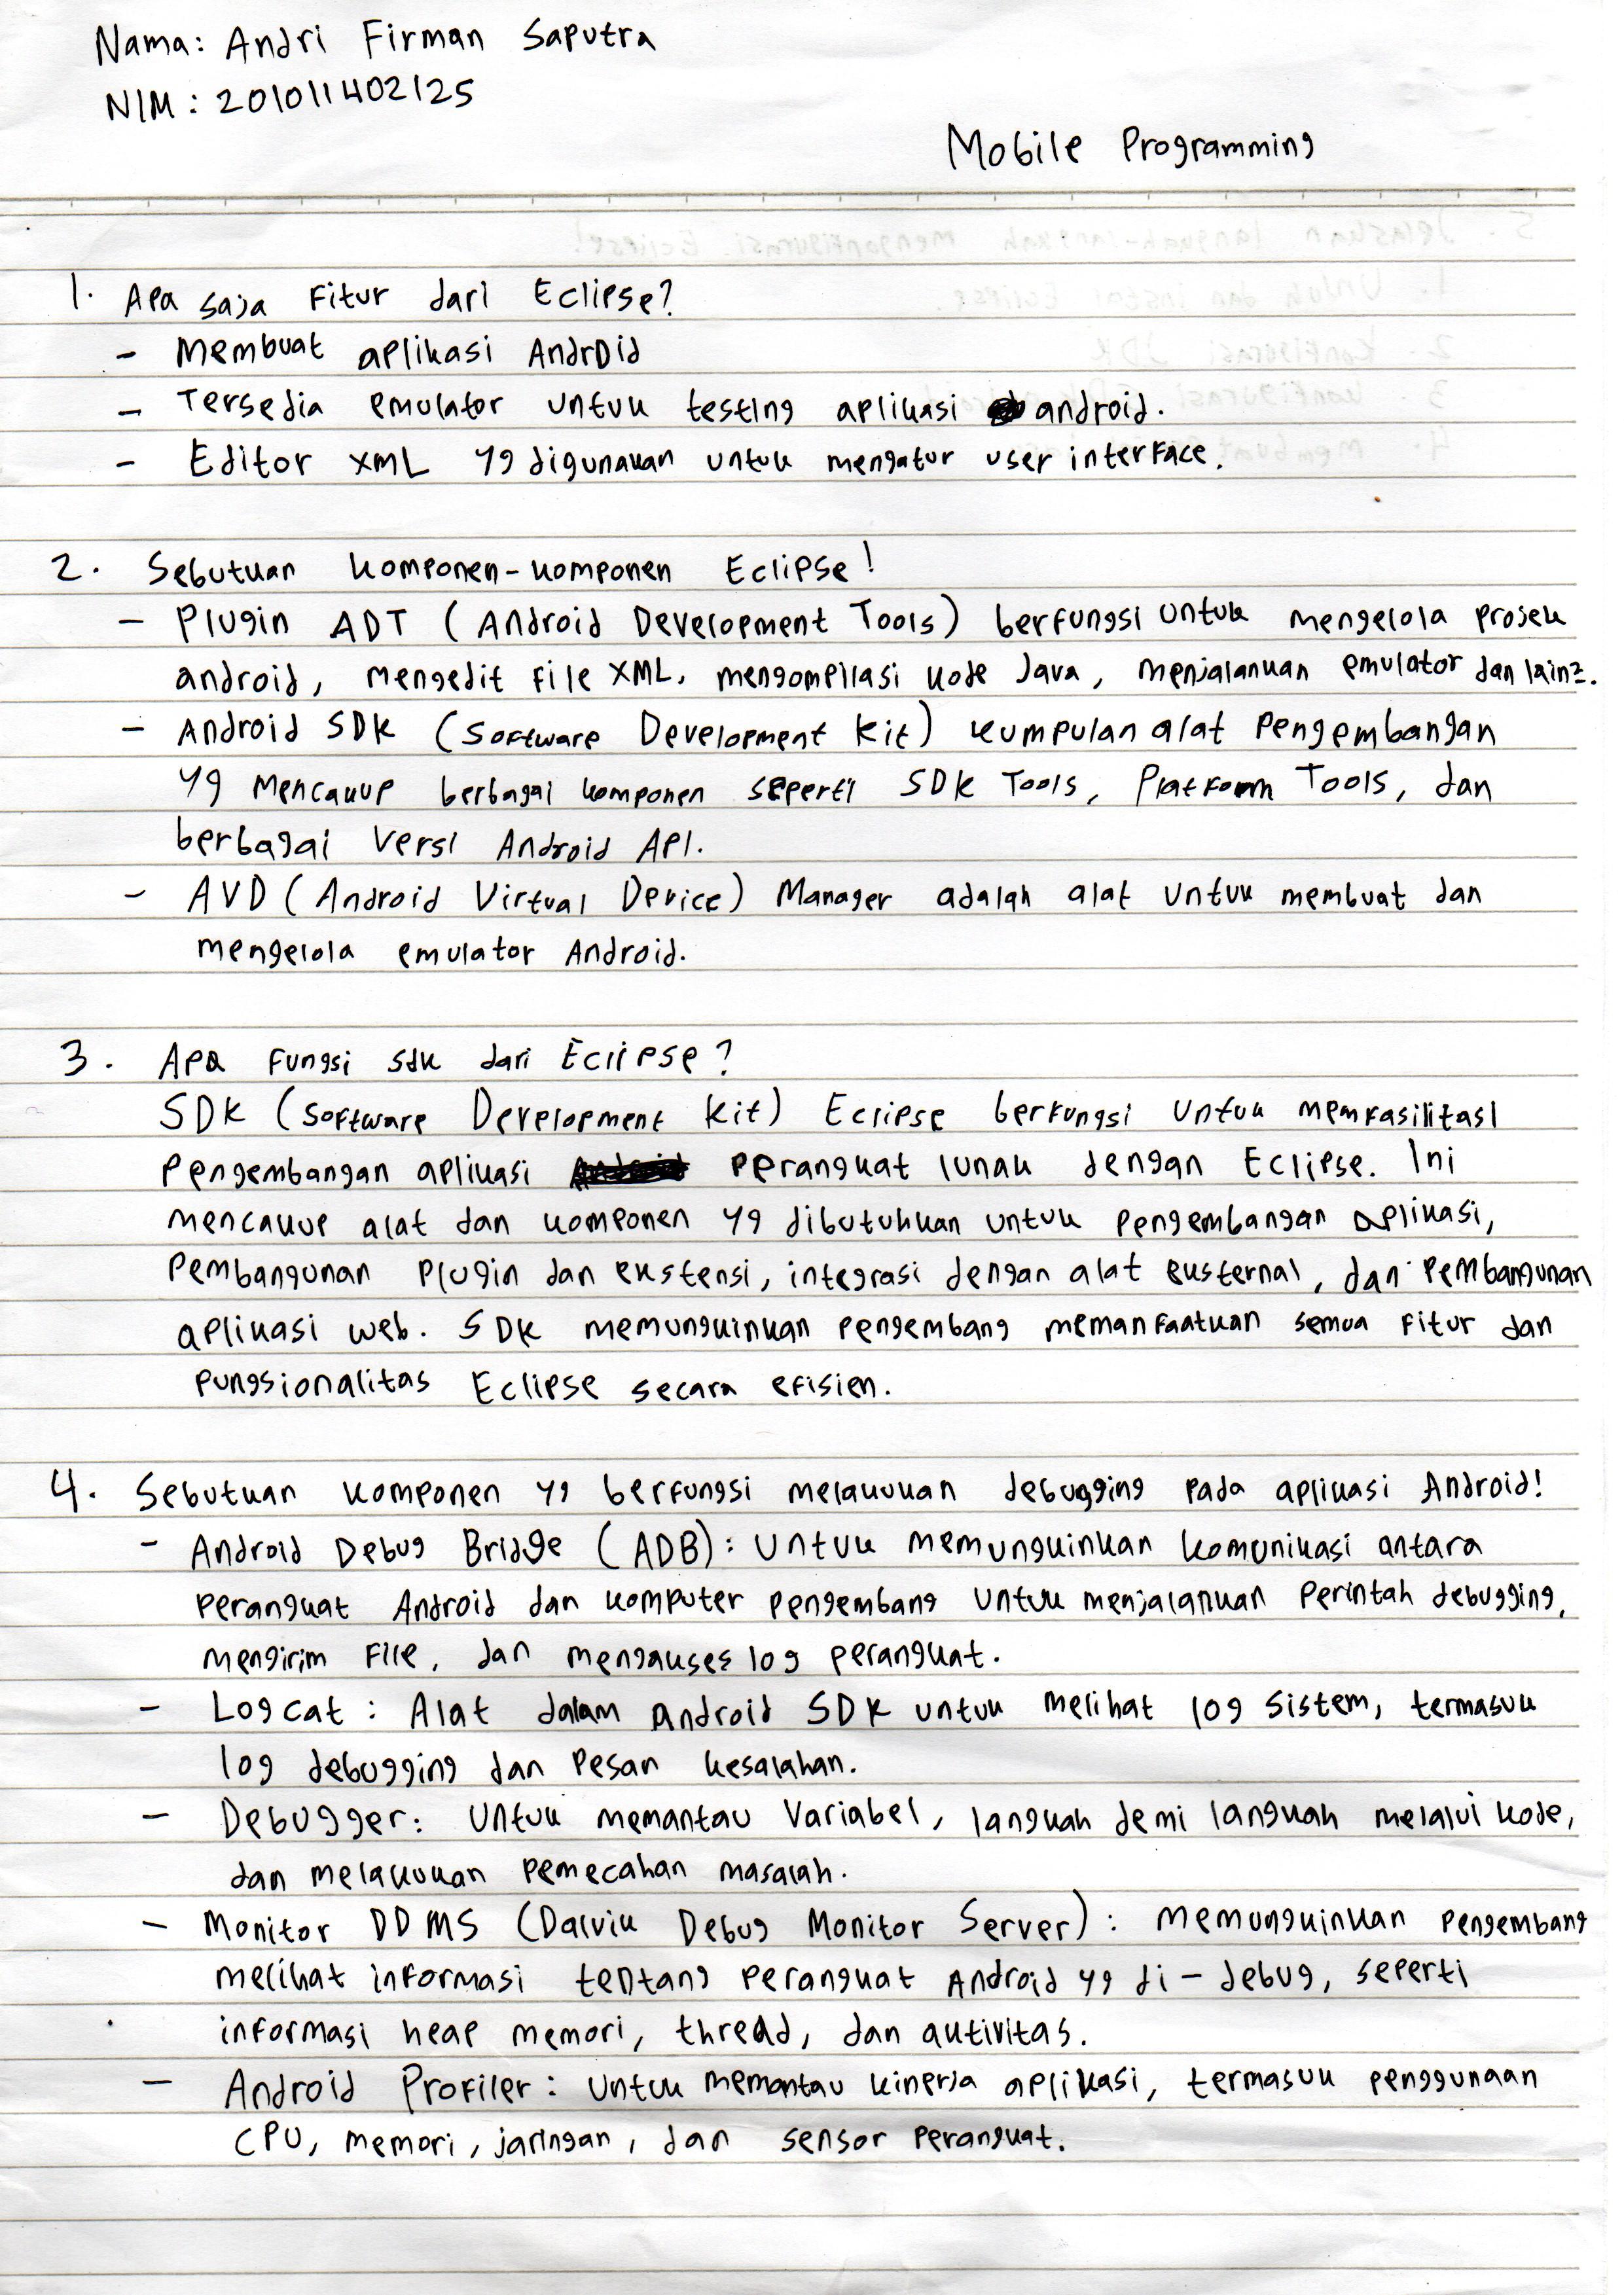 Nama: Andri Firman Saputra
NIM : 201011402125
Mobile Programming
1. Apa saja Fitur dari Eclipse?
- Membuat aplikasi Android
- Tersedia emulator untuk testing aplikasi android.
- Editor XML yg digunakan untuk mengatur user interface.
2. Sebutkan komponen-komponen Eclipse!
- Plugin ADT (Android Development Tools) berfungsi untuk mengelola projek
android, mengedit file XML, mengompilasi kode Java, menjalankan emulator dan lain2.
- Android SDK (Software Development Kit) kumpulan alat pengembangan
yg mencakup berbagai komponen seperti SDK Tools, Platform Tools, dan
berbagai versi Android API.
- AVD (Android Virtual Device) Manager adalah alat untuk membuat dan
mengelola emulator Android.
3. Apa fungsi sdk dari Eclipse?
SDK (Software Development Kit) Eclipse berfungsi untuk memfasilitasi
pengembangan aplikasi perangkat lunak dengan Eclipse. Ini
mencakup alat dan komponen yg dibutuhkan untuk pengembangan aplikasi,
pembangunan plugin dan ekstensi, integrasi dengan alat eksternal, dan pembangunan
aplikasi web. SDK memungkinkan pengembang memanfaatkan semua fitur dan
pungsionalitas Eclipse secara efisien.
4. Sebutkan komponen yg berfungsi melakukan debugging pada aplikasi Android!
- Android Debug Bridge (ADB): Untuk memungkinkan komunikasi antara
perangkat Android dan komputer pengembang untuk menjalankan perintah debugging,
mengirim file, dan mengakses log perangkat.
- Logcat : Alat dalam Android SDK untuk melihat log sistem, termasuk
log debugging dan pesan kesalahan.
- Debugger: Untuk memantau Variabel, langkah demi langkah melalui kode,
dan melakukan pemecahan masalah.
- Monitor DDMS (Dalvik Debug Monitor Server): memungkinkan pengembang
melihat informasi tentang perangkat Android yg di-debug, seperti
informasi heap memori, thread, dan aktivitas.
- Android Profiler: Untuk memantau kinerja aplikasi, termasuk penggunaan
CPU, memori, jaringan, dan sensor perangkat.